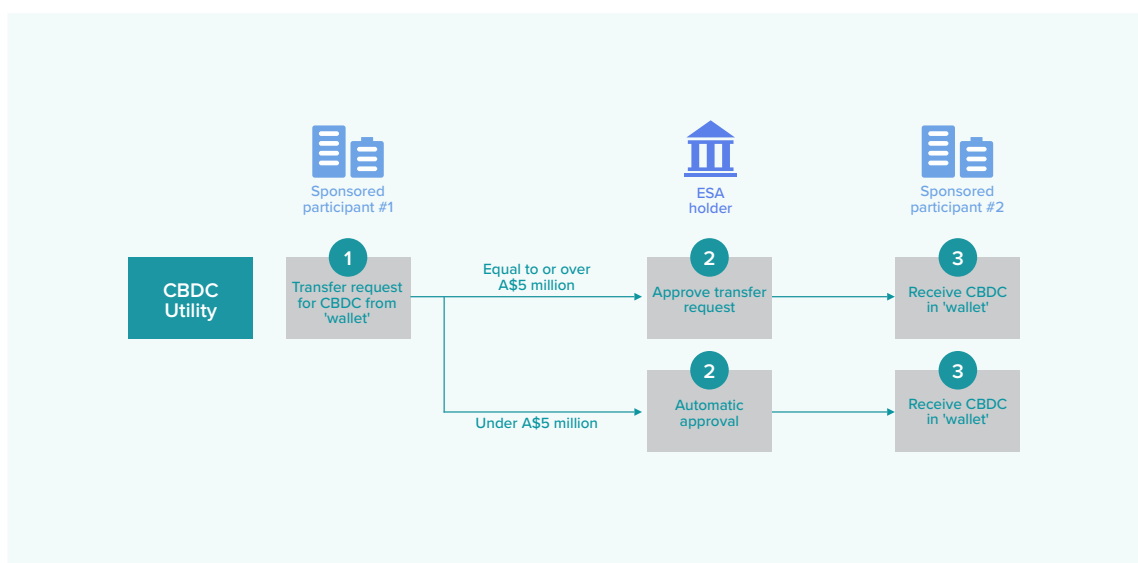 Sponsored
participant #1
ESA
holder
Sponsored
participant #2
CBDC
Utility
1
Transfer request
for CBDC from
'wallet'
Equal to or over
A$5 million
2
Approve transfer
request
3
Receive CBDC
in 'wallet'
Under A$5 million
2
Automatic
approval
3
Receive CBDC
in 'wallet'